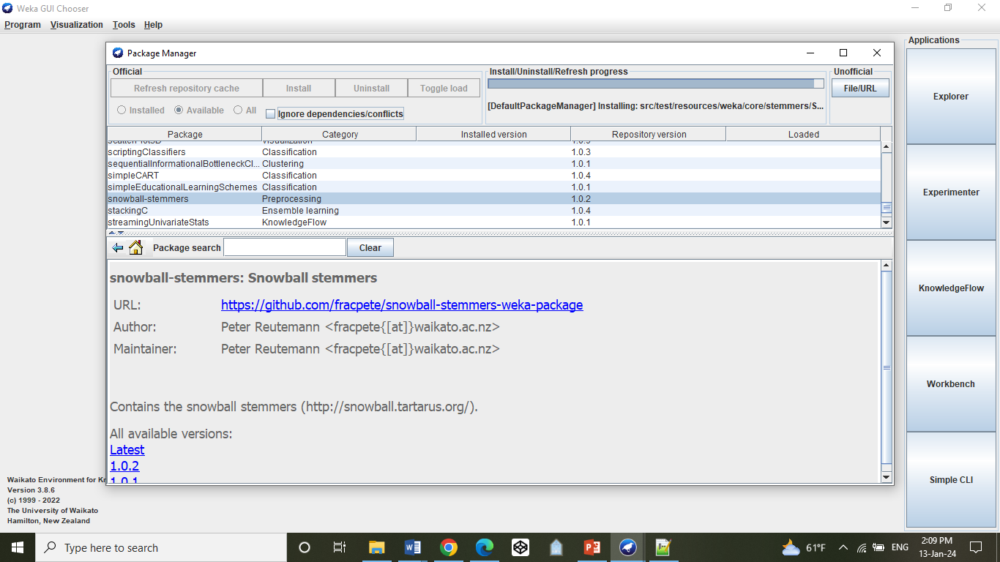 Weka GUI Chooser
Program Visualization Tools Help
Applications
Package Manager
Official
Install/Uninstall/Refresh progress
Unofficial
Refresh repository cache Install Uninstall Toggle load
File/URL
Installed Available All Ignore dependencies/conflicts
[DefaultPackageManager] Installing: src/test/resources/weka/core/stemmers/S...
Package Category Installed version Repository version Loaded
scriptingClassifiers Classification 1.0.3
sequentialInformationalBottleneckCl... Clustering 1.0.1
simpleCART Classification 1.0.4
simpleEducationalLearningSchemes Classification 1.0.1
snowball-stemmers Preprocessing 1.0.2
stackingC Ensemble learning 1.0.4
streamingUnivariateStats KnowledgeFlow 1.0.1
Package search Clear
snowball-stemmers: Snowball stemmers
URL: https://github.com/fracpete/snowball-stemmers-weka-package
Author: Peter Reutemann <fracpete{[at]}waikato.ac.nz>
Maintainer: Peter Reutemann <fracpete{[at]}waikato.ac.nz>
Contains the snowball stemmers (http://snowball.tartarus.org/).
All available versions:
Latest
1.0.2
1.0.1
Explorer
Experimenter
KnowledgeFlow
Workbench
Simple CLI
Waikato Environment for Kn
Version 3.8.6
(c) 1999 - 2022
The University of Waikato
Hamilton, New Zealand
Type here to search
61°F
ENG
2:09 PM
13-Jan-24